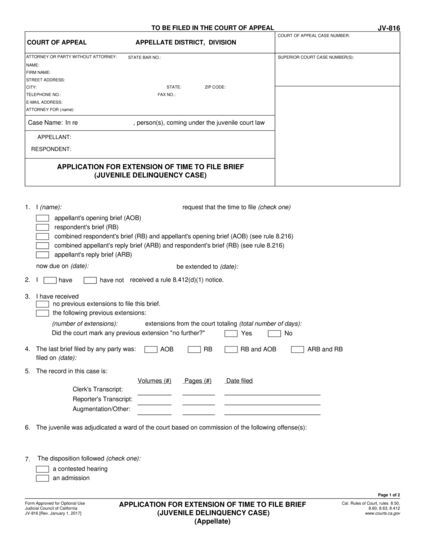 TO BE FILED IN THE COURT OF APPEAL
JV-816
COURT OF APPEAL
APPELLATE DISTRICT, DIVISION
COURT OF APPEAL CASE NUMBER:
ATTORNEY OR PARTY WITHOUT ATTORNEY:
STATE BAR NO.:
SUPERIOR COURT CASE NUMBER(S):
NAME:
FIRM NAME:
STREET ADDRESS:
CITY:
STATE:
ZIP CODE:
TELEPHONE NO.:
FAX NO.:
E-MAIL ADDRESS:
ATTORNEY FOR (name):
Case Name: In re , person(s), coming under the juvenile court law
APPELLANT:
RESPONDENT:
APPLICATION FOR EXTENSION OF TIME TO FILE BRIEF
(JUVENILE DELINQUENCY CASE)
1. I (name): request that the time to file (check one)
appellant's opening brief (AOB)
respondent's brief (RB)
combined respondent's brief (RB) and appellant's opening brief (AOB) (see rule 8.216)
combined appellant's reply brief (ARB) and respondent's brief (RB) (see rule 8.216)
appellant's reply brief (ARB)
now due on (date): be extended to (date):
2. I have have not received a rule 8.412(d)(1) notice.
3. I have received
no previous extensions to file this brief.
the following previous extensions:
(number of extensions): extensions from the court totaling (total number of days):
Did the court mark any previous extension "no further?" Yes No
4. The last brief filed by any party was: AOB RB RB and AOB ARB and RB
filed on (date):
5. The record in this case is:
Volumes (#) Pages (#) Date filed
Clerk's Transcript:
Reporter's Transcript:
Augmentation/Other:
6. The juvenile was adjudicated a ward of the court based on commission of the following offense(s):
7. The disposition followed (check one):
a contested hearing
an admission
Page 1 of 2
Form Approved for Optional Use
Judicial Council of California
JV-816 [Rev. January 1, 2017]
APPLICATION FOR EXTENSION OF TIME TO FILE BRIEF
(JUVENILE DELINQUENCY CASE)
(Appellate)
Cal. Rules of Court, rules 8.50,
8.60, 8.63, 8.412
www.courts.ca.gov